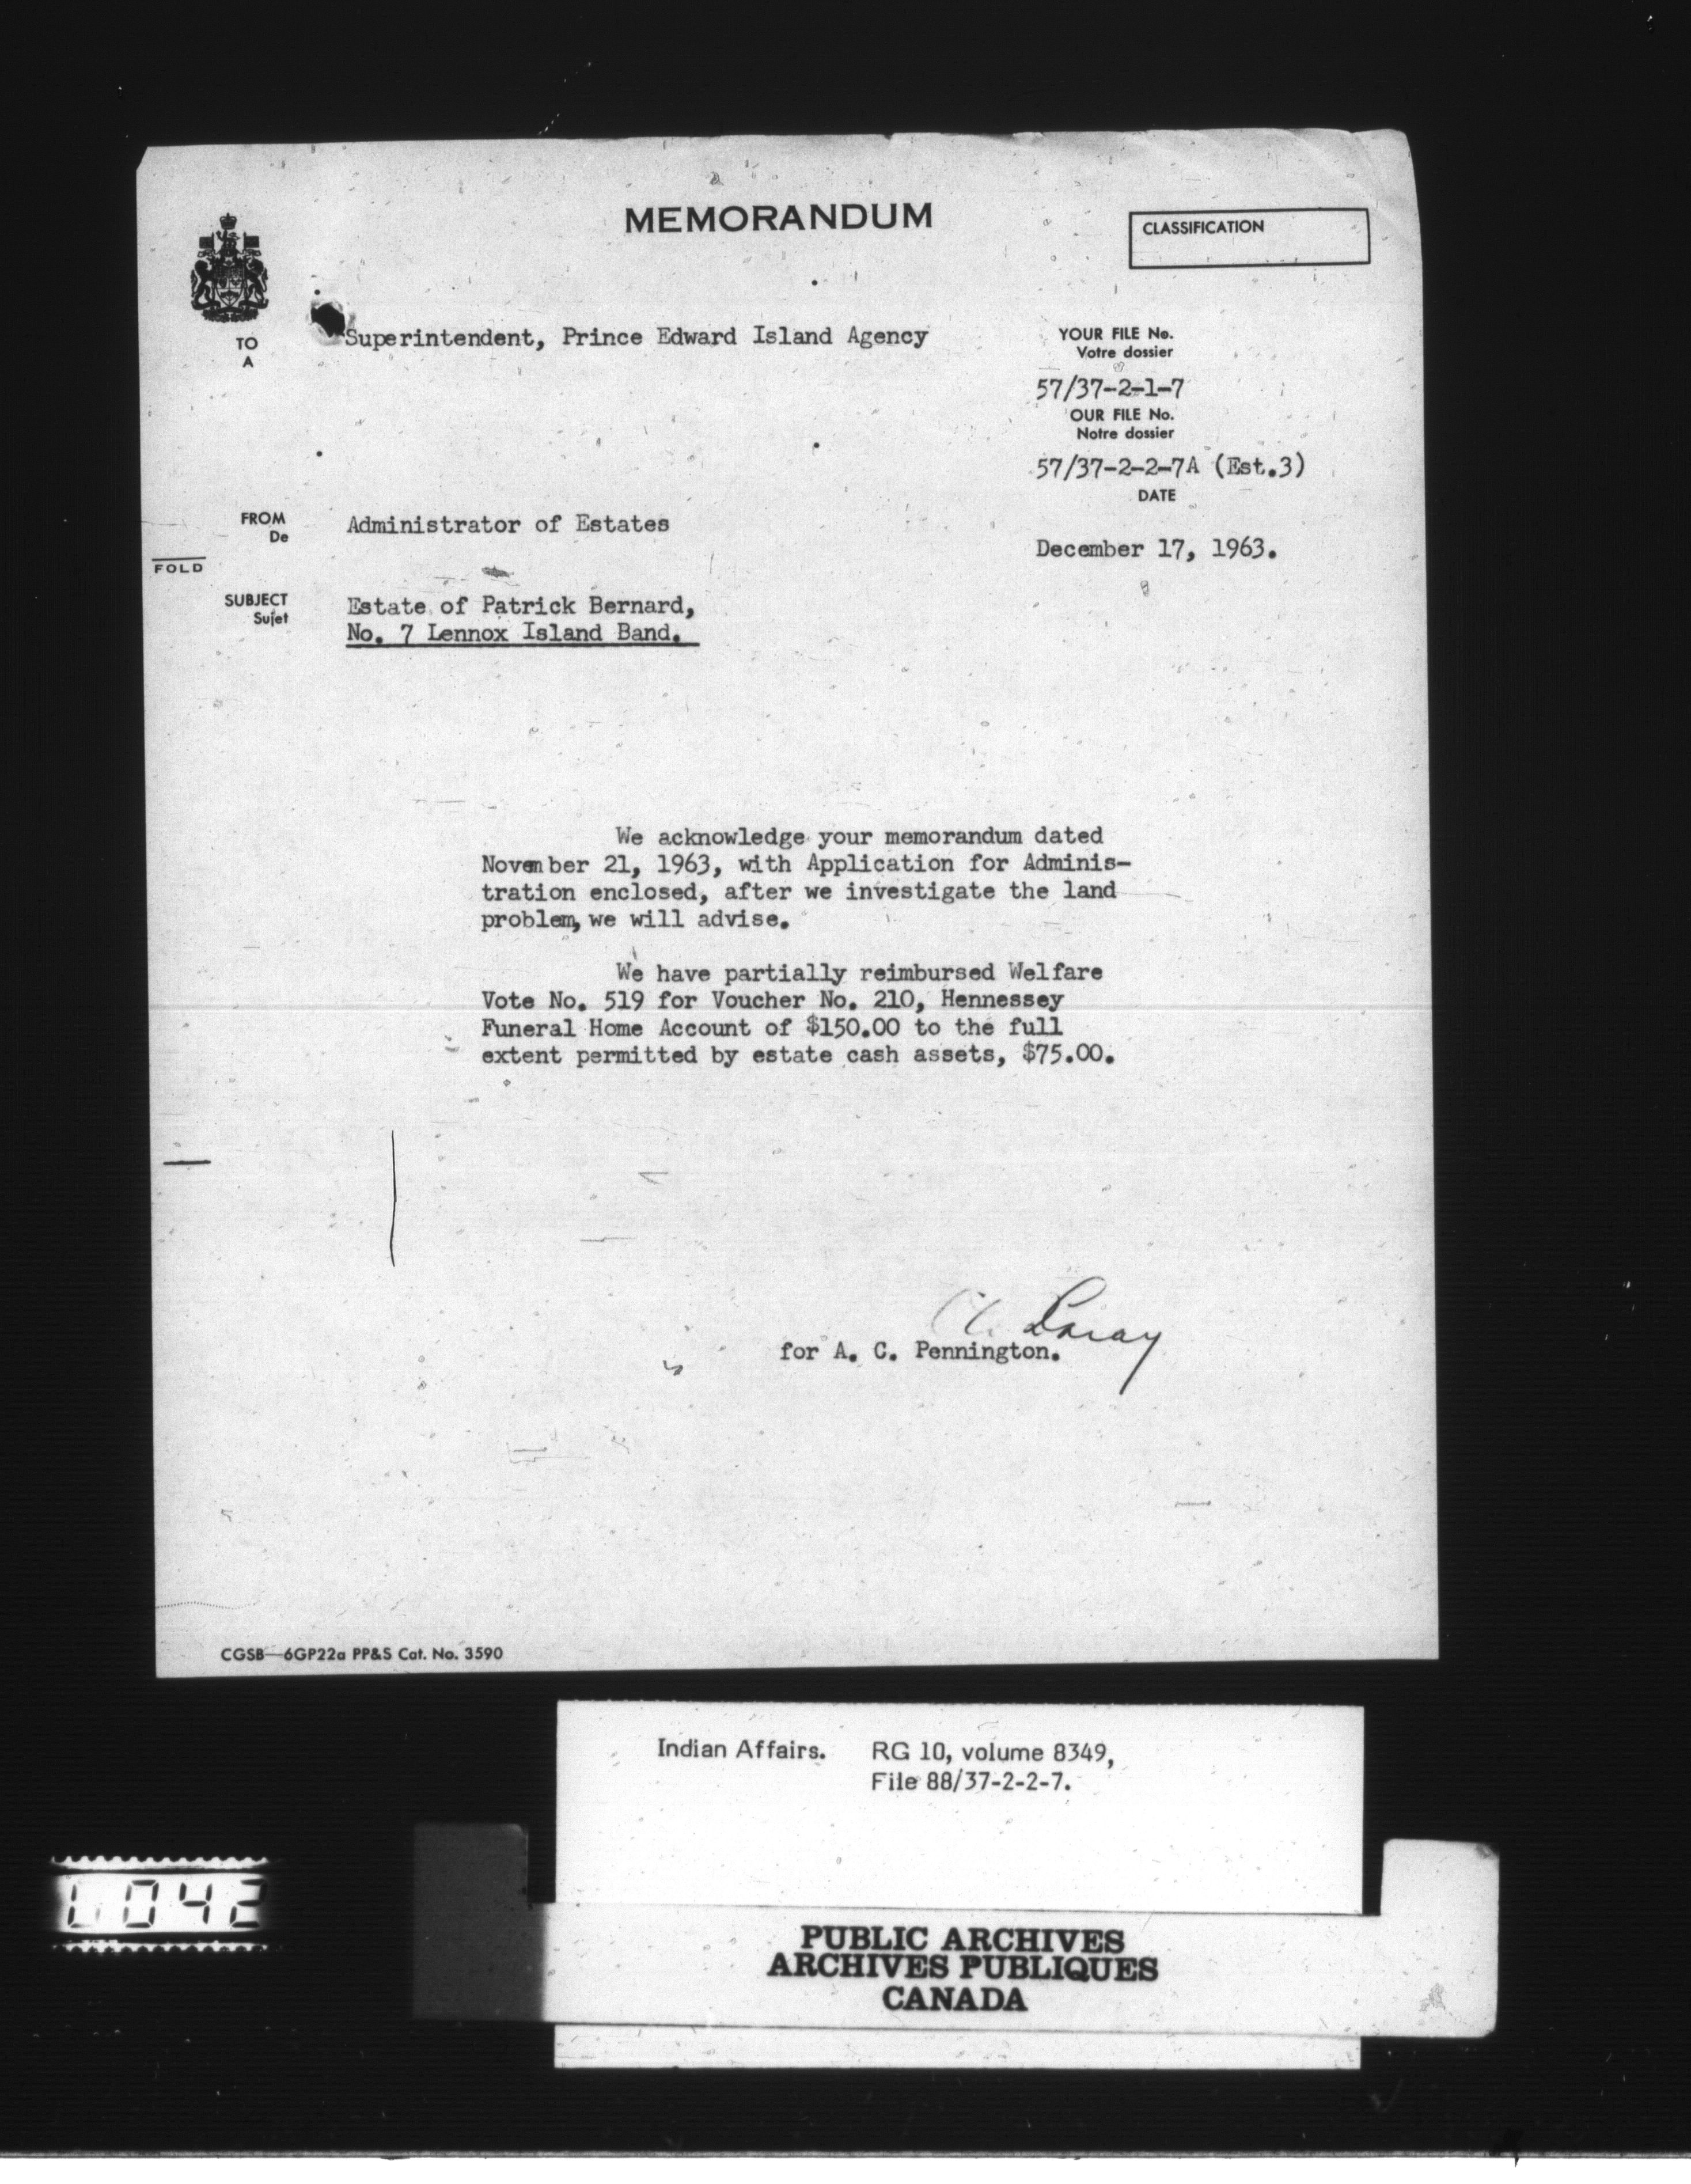 MEMORANDUM
CLASSIFICATION
TO
A
Superintendent, Prince Edward Island Agency
YOUR FILE No.
Votre dossier
57/37-2-1-7
OUR FILE No.
Notre dossier
57/37-2-2-7A (Est.3)
DATE
FROM
De
Administrator of Estates
December 17, 1963.
FOLD
SUBJECT
Sujet
Estate of Patrick Bernard,
No. 7 Lennox Island Band.
We acknowledge your memorandum dated
November 21, 1963, with Application for Adminis-
tration enclosed, after we investigate the land
problem, we will advise.
We have partially reimbursed Welfare
Vote No. 519 for Voucher No. 210, Hennessey
Funeral Home Account of $150.00 to the full
extent permitted by estate cash assets, $75.00.
for A. C. Pennington.
CGSB-6GP22a PP&S Cat. No. 3590
Indian Affairs. RG 10, volume 8349,
File 88/37-2-2-7.
PUBLIC ARCHIVES
ARCHIVES PUBLIQUES
CANADA